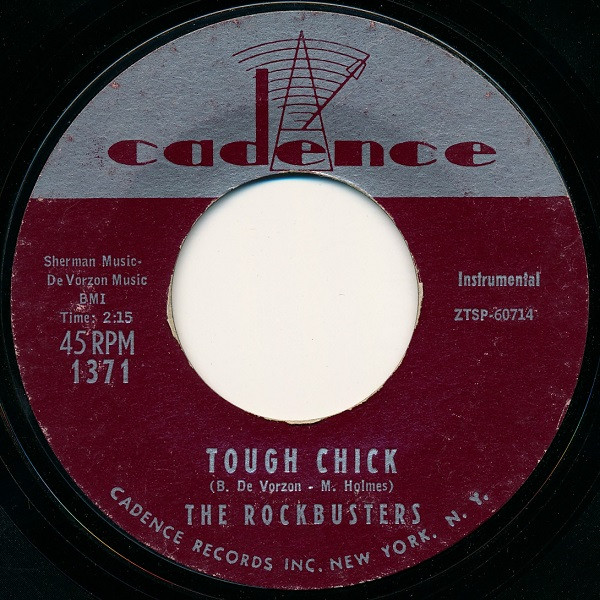 cadence
Sherman Music-
De Vorzon Music
BMI
Time: 2:15
45 RPM
1371
Instrumental
ZTSP-60714
TOUGH CHICK
(B. De Vorzon - M. Holmes)
THE ROCKBUSTERS
CADENCE RECORDS INC. NEW YORK, N. Y.